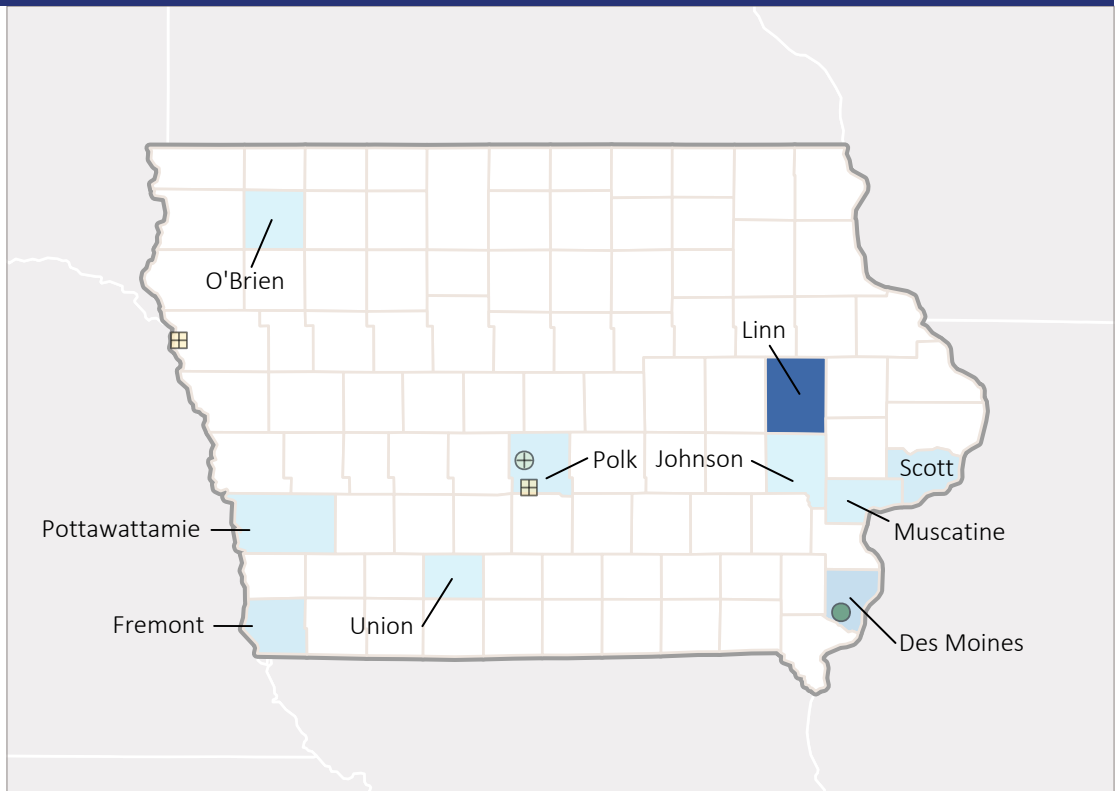 O'Brien
Linn
Polk
Johnson
Scott
Pottawattamie
Muscatine
Fremont
Union
Des Moines